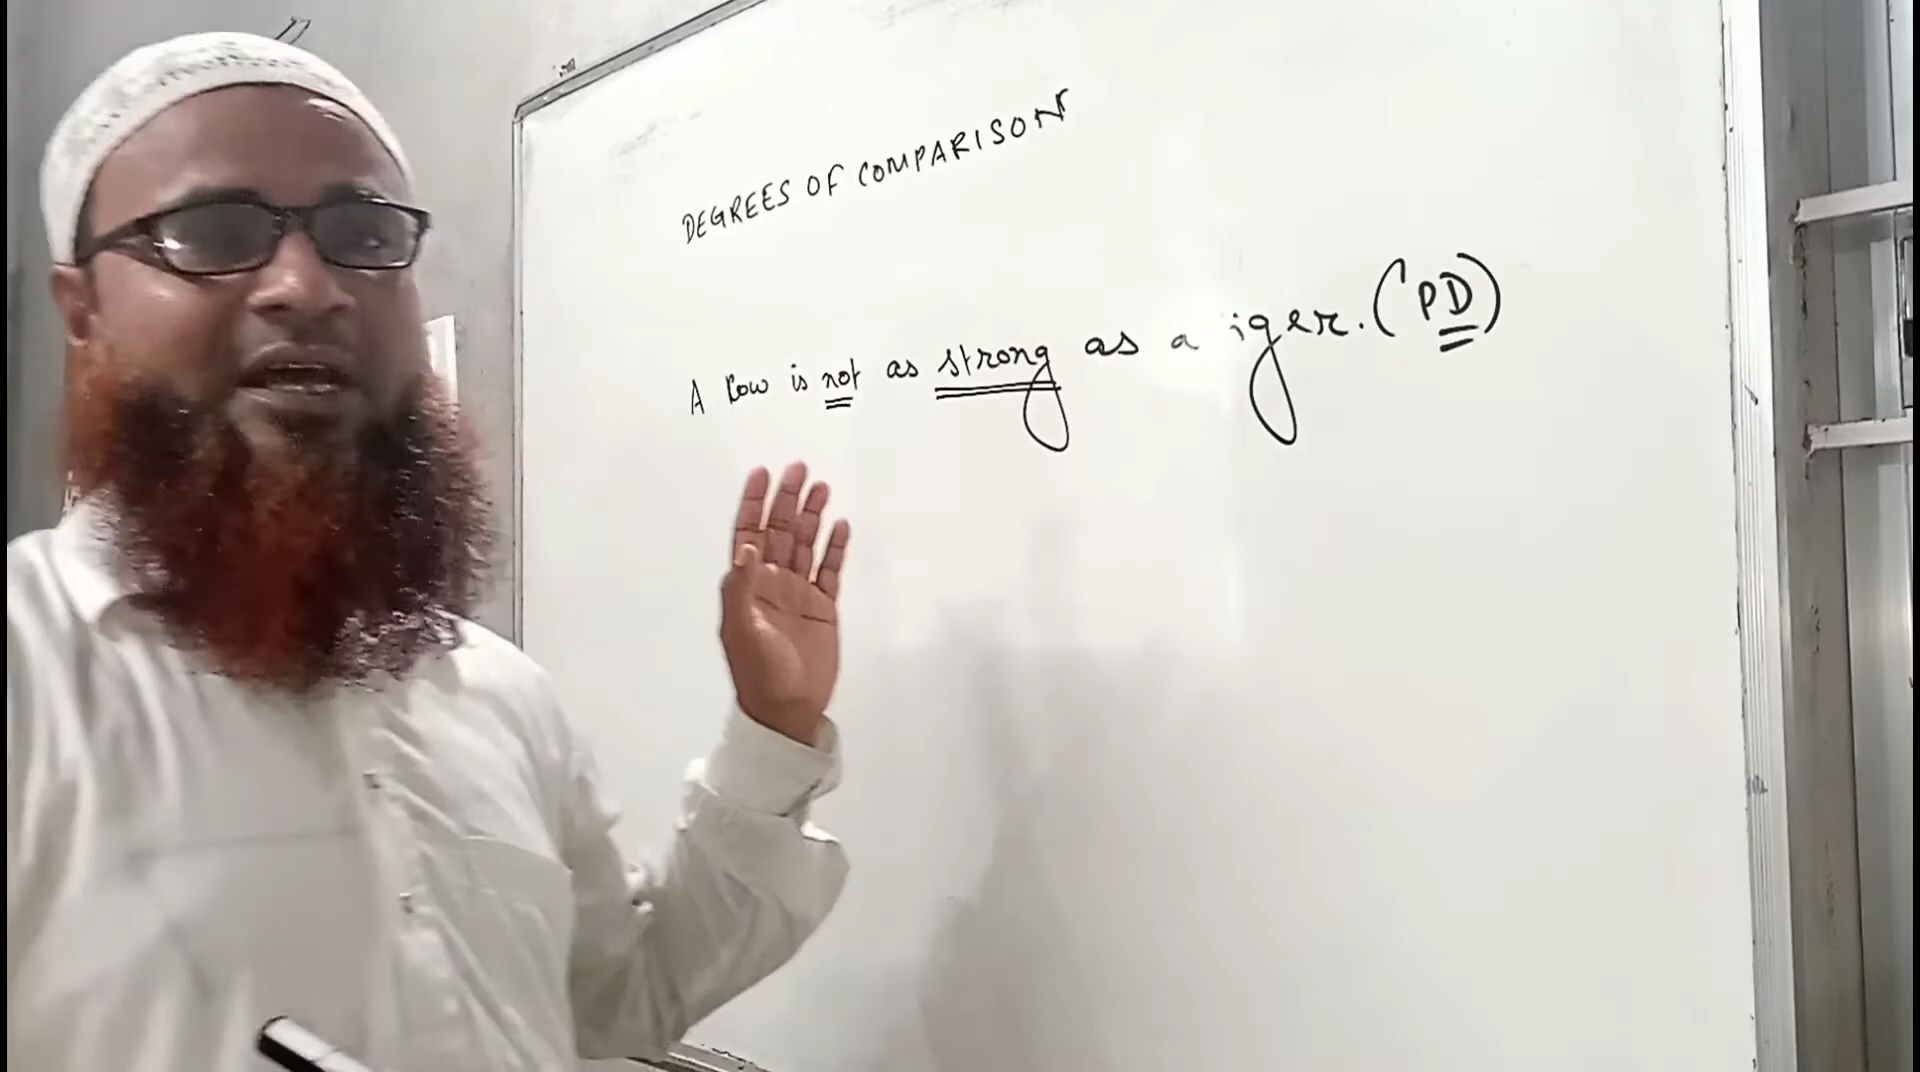 DEGREES OF COMPARISON
A Cow is not as strong as a iger. (PD)